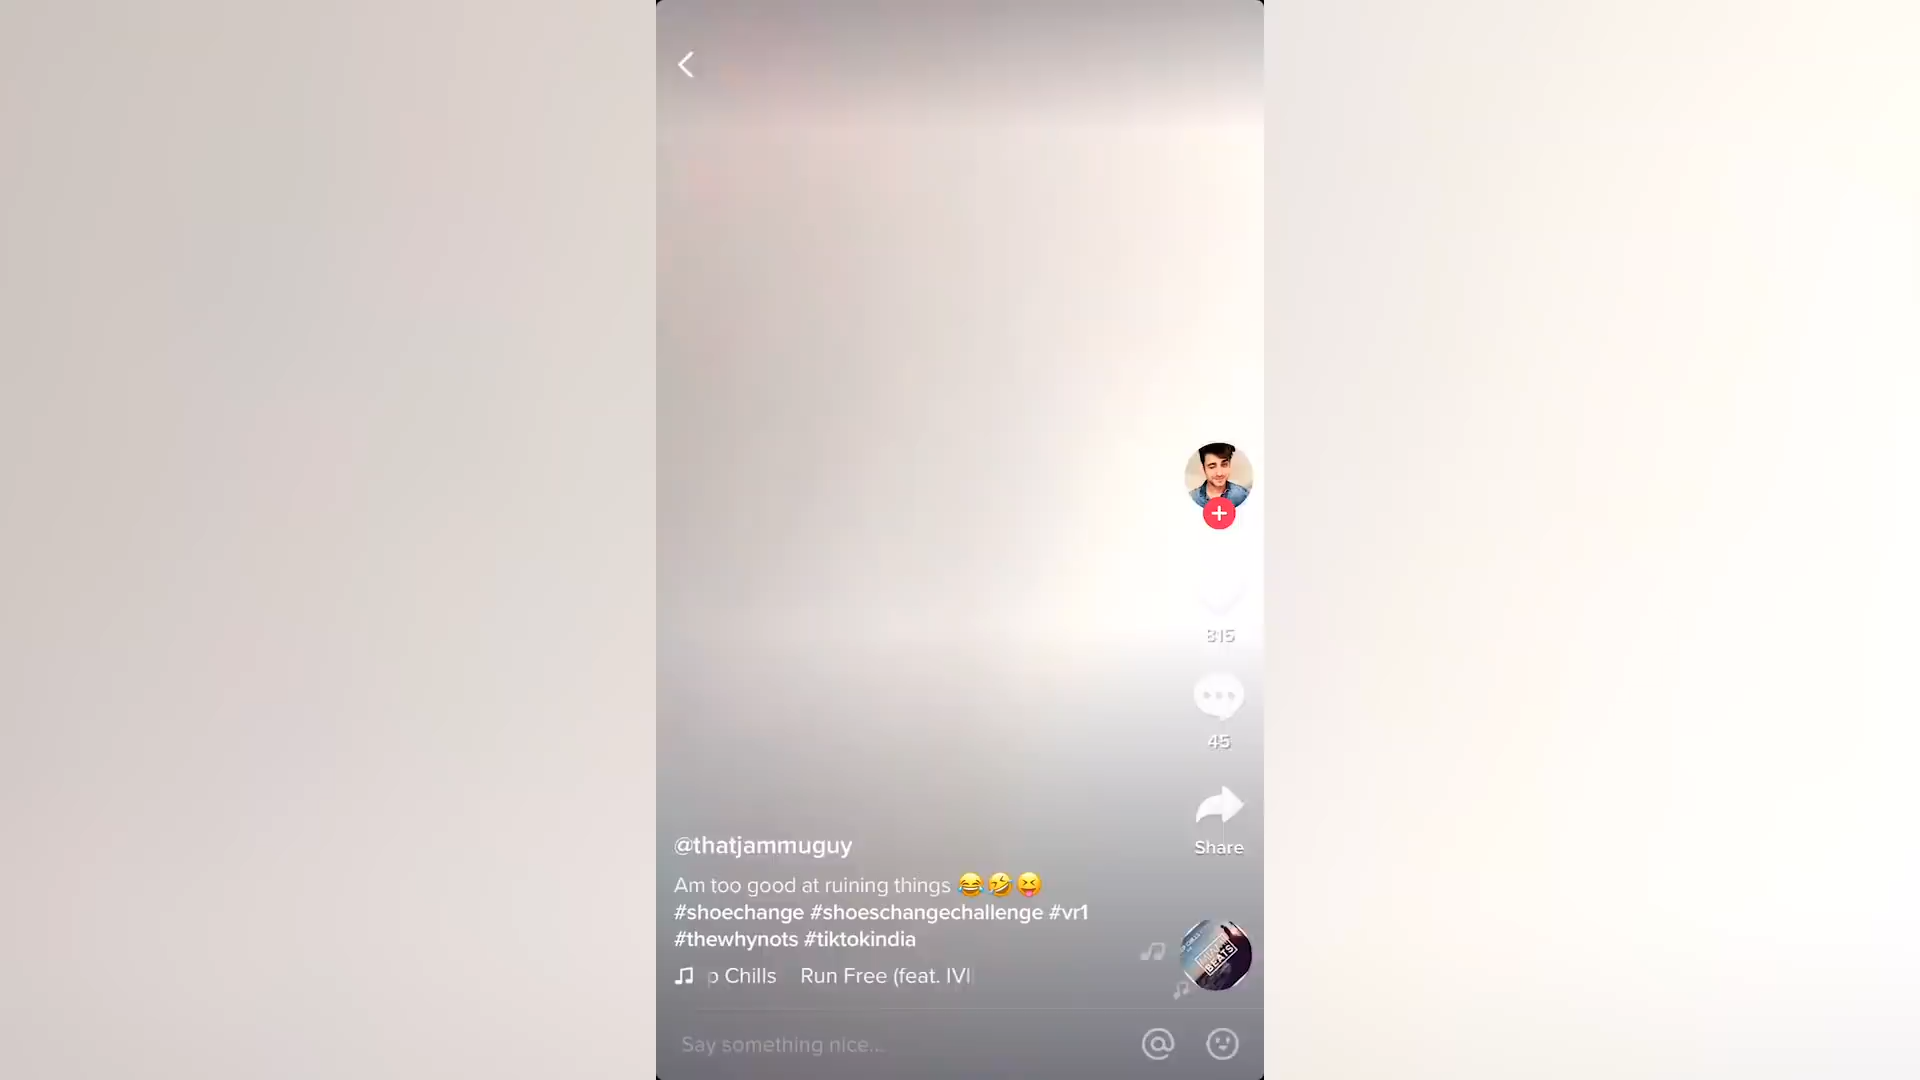 815
45
Share
@thatjammuguy
Am too good at ruining things 😂🤣😝
#shoechange #shoeschangechallenge #vr1
#thewhynots #tiktokindia
Chills Run Free (feat.
BEATS
Say something nice...